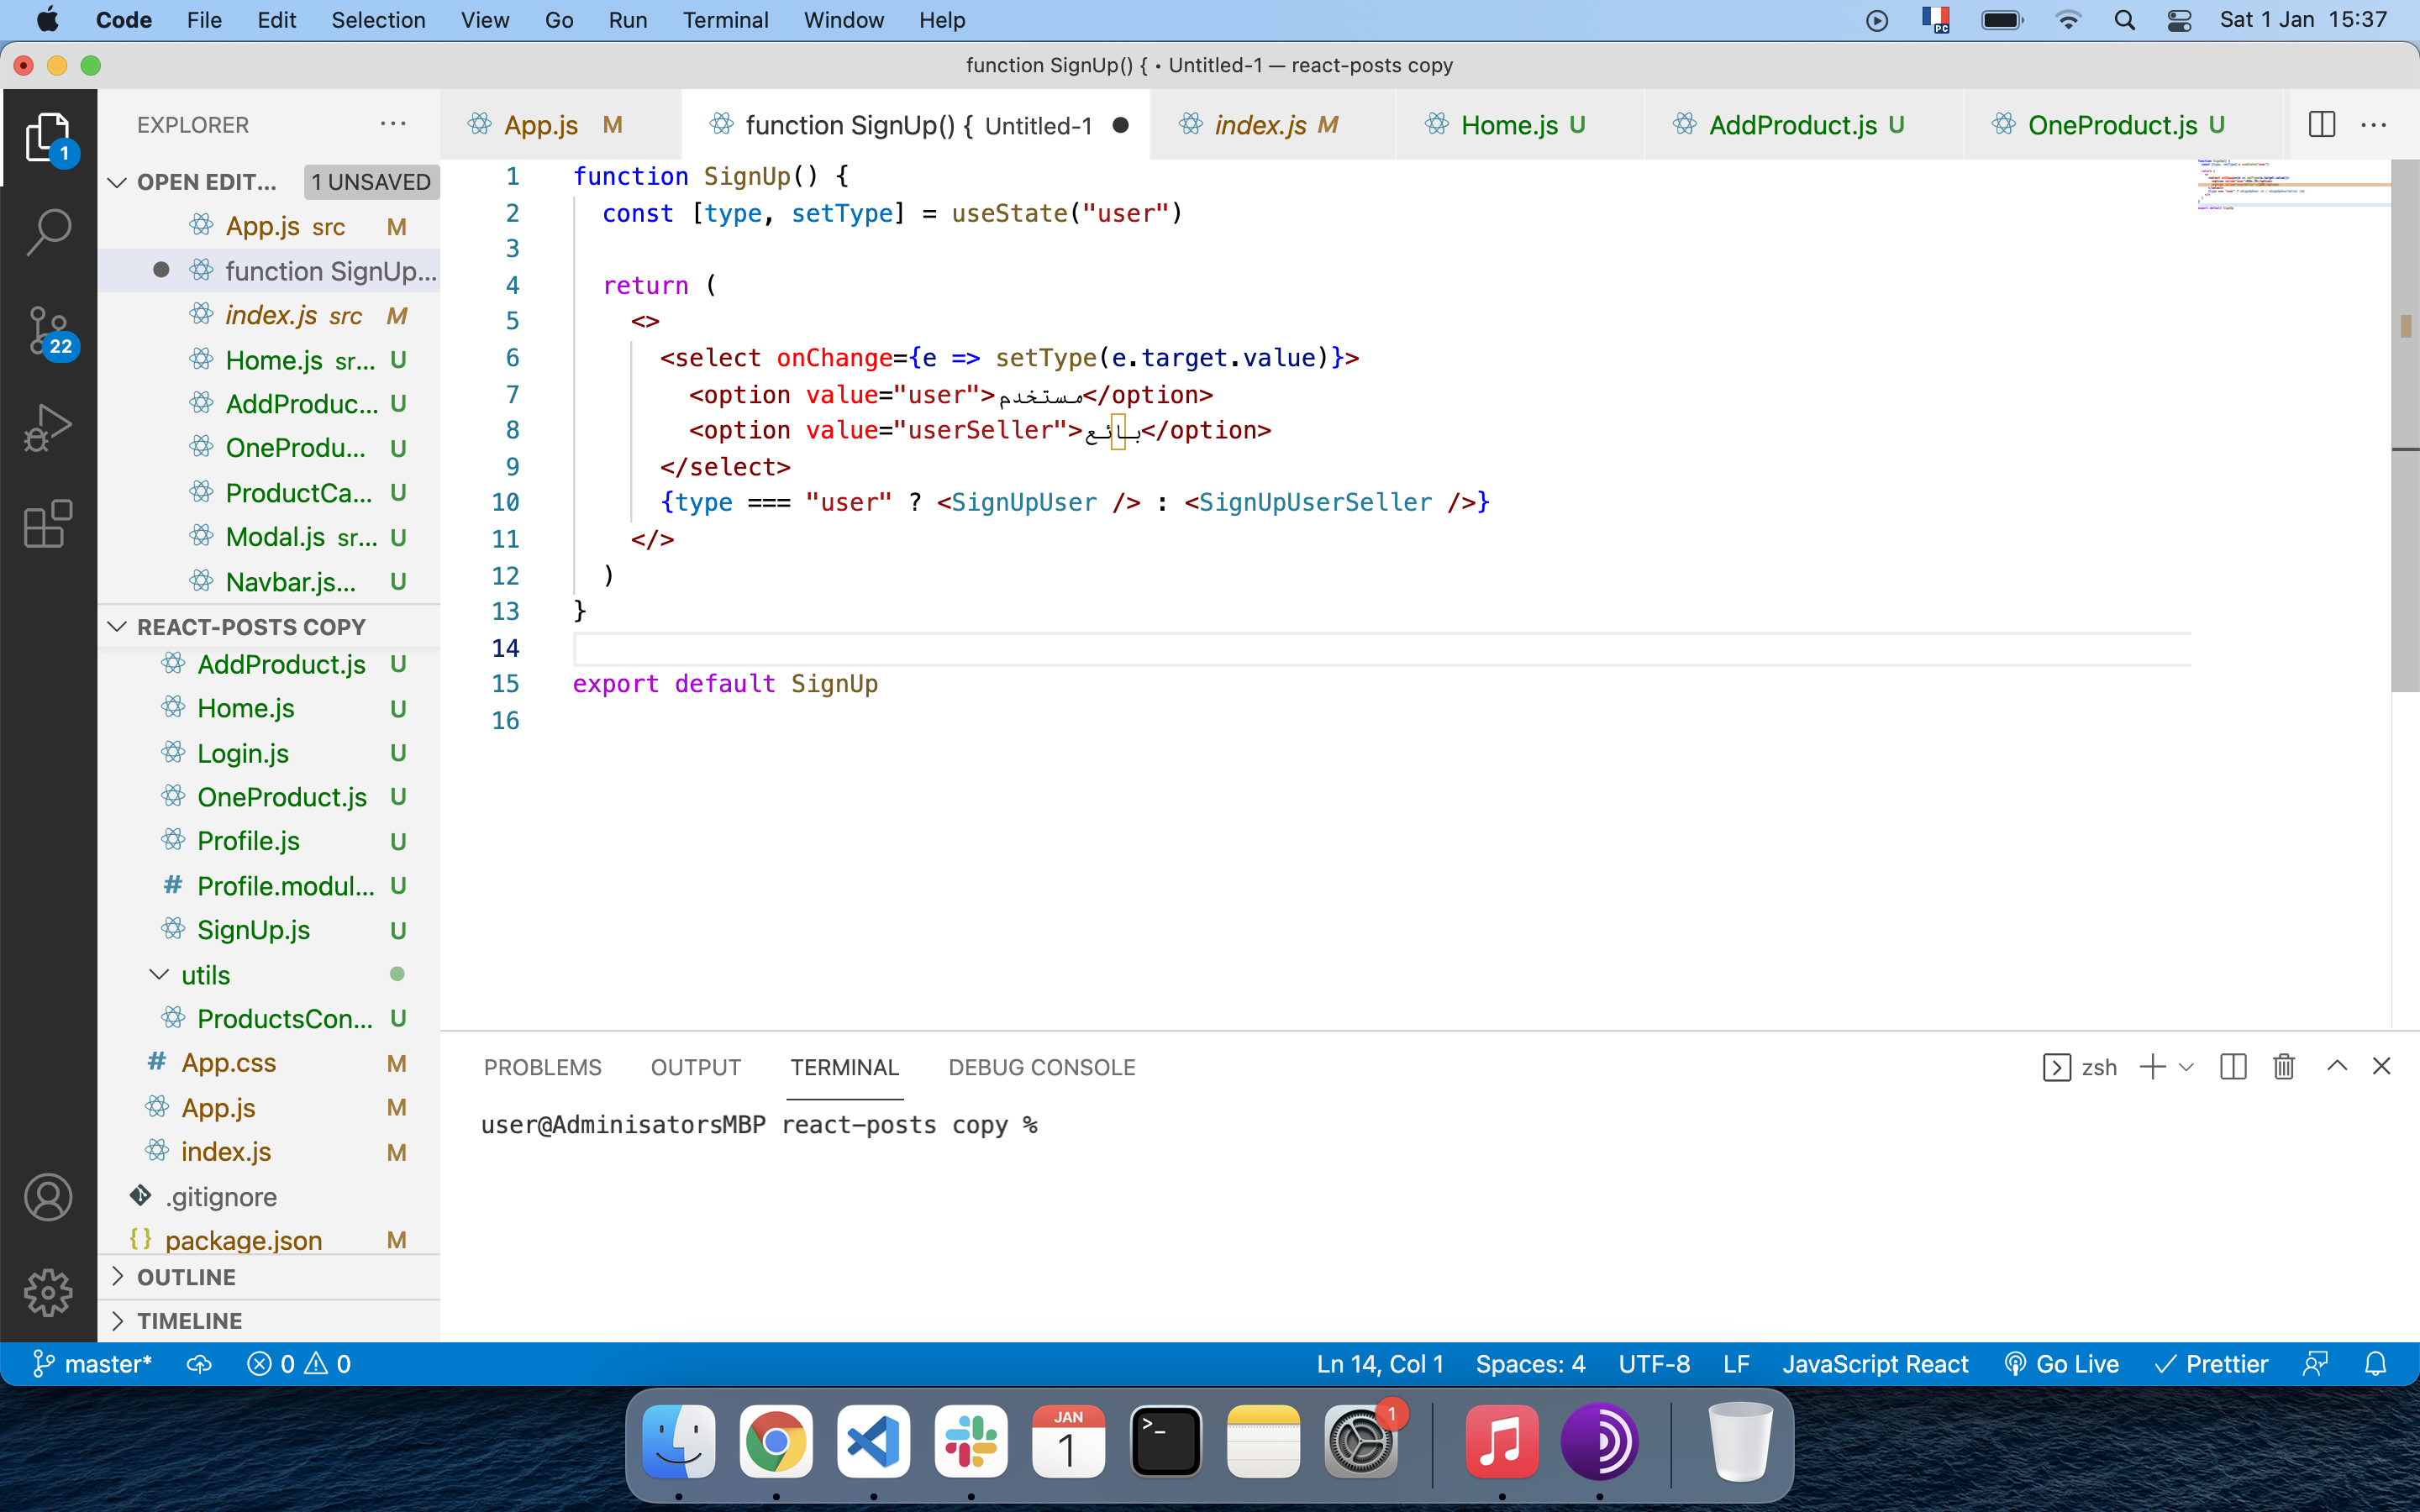 Code File Edit Selection View Go Run Terminal Window Help Sat 1 Jan 15:37
function SignUp() { • Untitled-1 — react-posts copy
EXPLORER
1
OPEN EDIT... 1 UNSAVED
App.js src M
function SignUp...
index.js src M
Home.js sr... U
AddProduc... U
OneProdu... U
ProductCa... U
Modal.js sr... U
Navbar.js... U
22
REACT-POSTS COPY
AddProduct.js U
Home.js U
Login.js U
OneProduct.js U
Profile.js U
# Profile.modul... U
SignUp.js U
utils
ProductsCon... U
# App.css M
App.js M
index.js M
.gitignore
{} package.json M
OUTLINE
TIMELINE
App.js M function SignUp() { Untitled-1 index.js M Home.js U AddProduct.js U OneProduct.js U
1 function SignUp() {
2 const [type, setType] = useState("user")
3
4 return (
5 <>
6 <select onChange={e => setType(e.target.value)}>
7 <option value="user">مستخدم</option>
8 <option value="userSeller">بائع</option>
9 </select>
10 {type === "user" ? <SignUpUser /> : <SignUpUserSeller />}
11 </>
12 )
13 }
14
15 export default SignUp
16
PROBLEMS OUTPUT TERMINAL DEBUG CONSOLE zsh
user@AdminisatorsMBP react-posts copy %
master* 0 0 Ln 14, Col 1 Spaces: 4 UTF-8 LF JavaScript React Go Live Prettier
JAN
1
>_
1